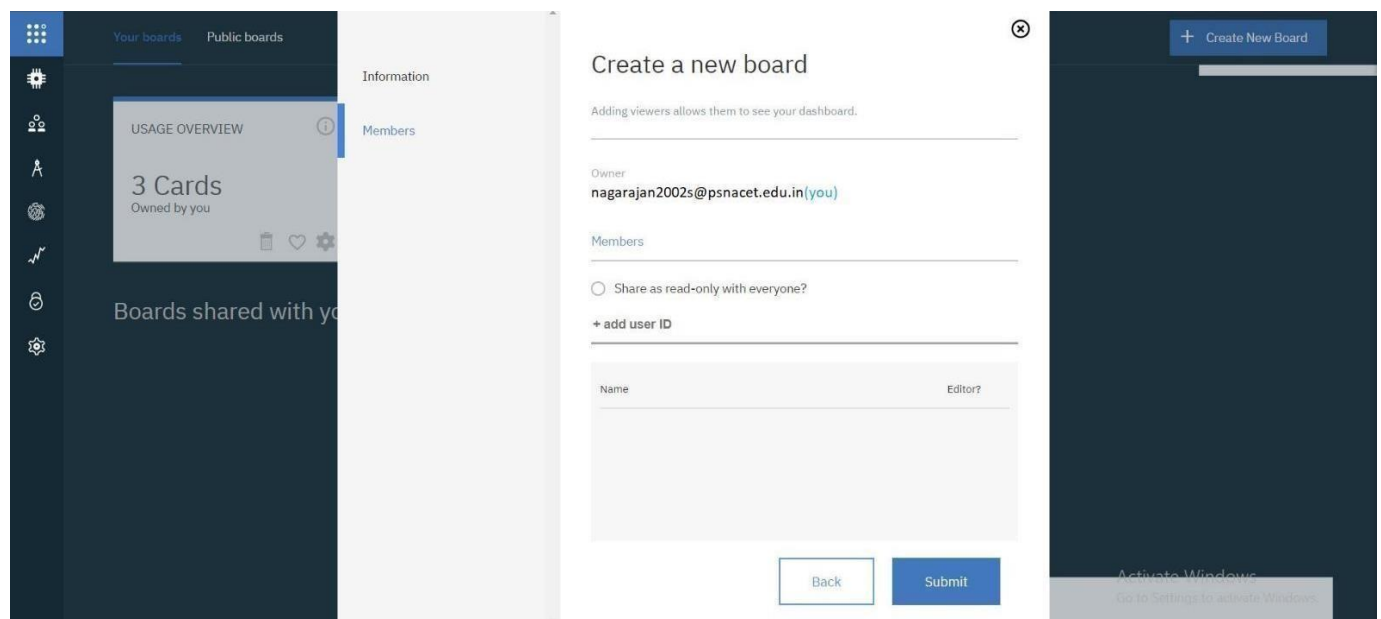 Your boards Public boards
+ Create New Board
Information
Members
USAGE OVERVIEW
3 Cards
Owned by you
Boards shared with yo
Create a new board
Adding viewers allows them to see your dashboard.
Owner
nagarajan2002s@psnacet.edu.in(you)
Members
Share as read-only with everyone?
+ add user ID
Name Editor?
Back Submit
Activate Windows
Go to Settings to activate Windows.